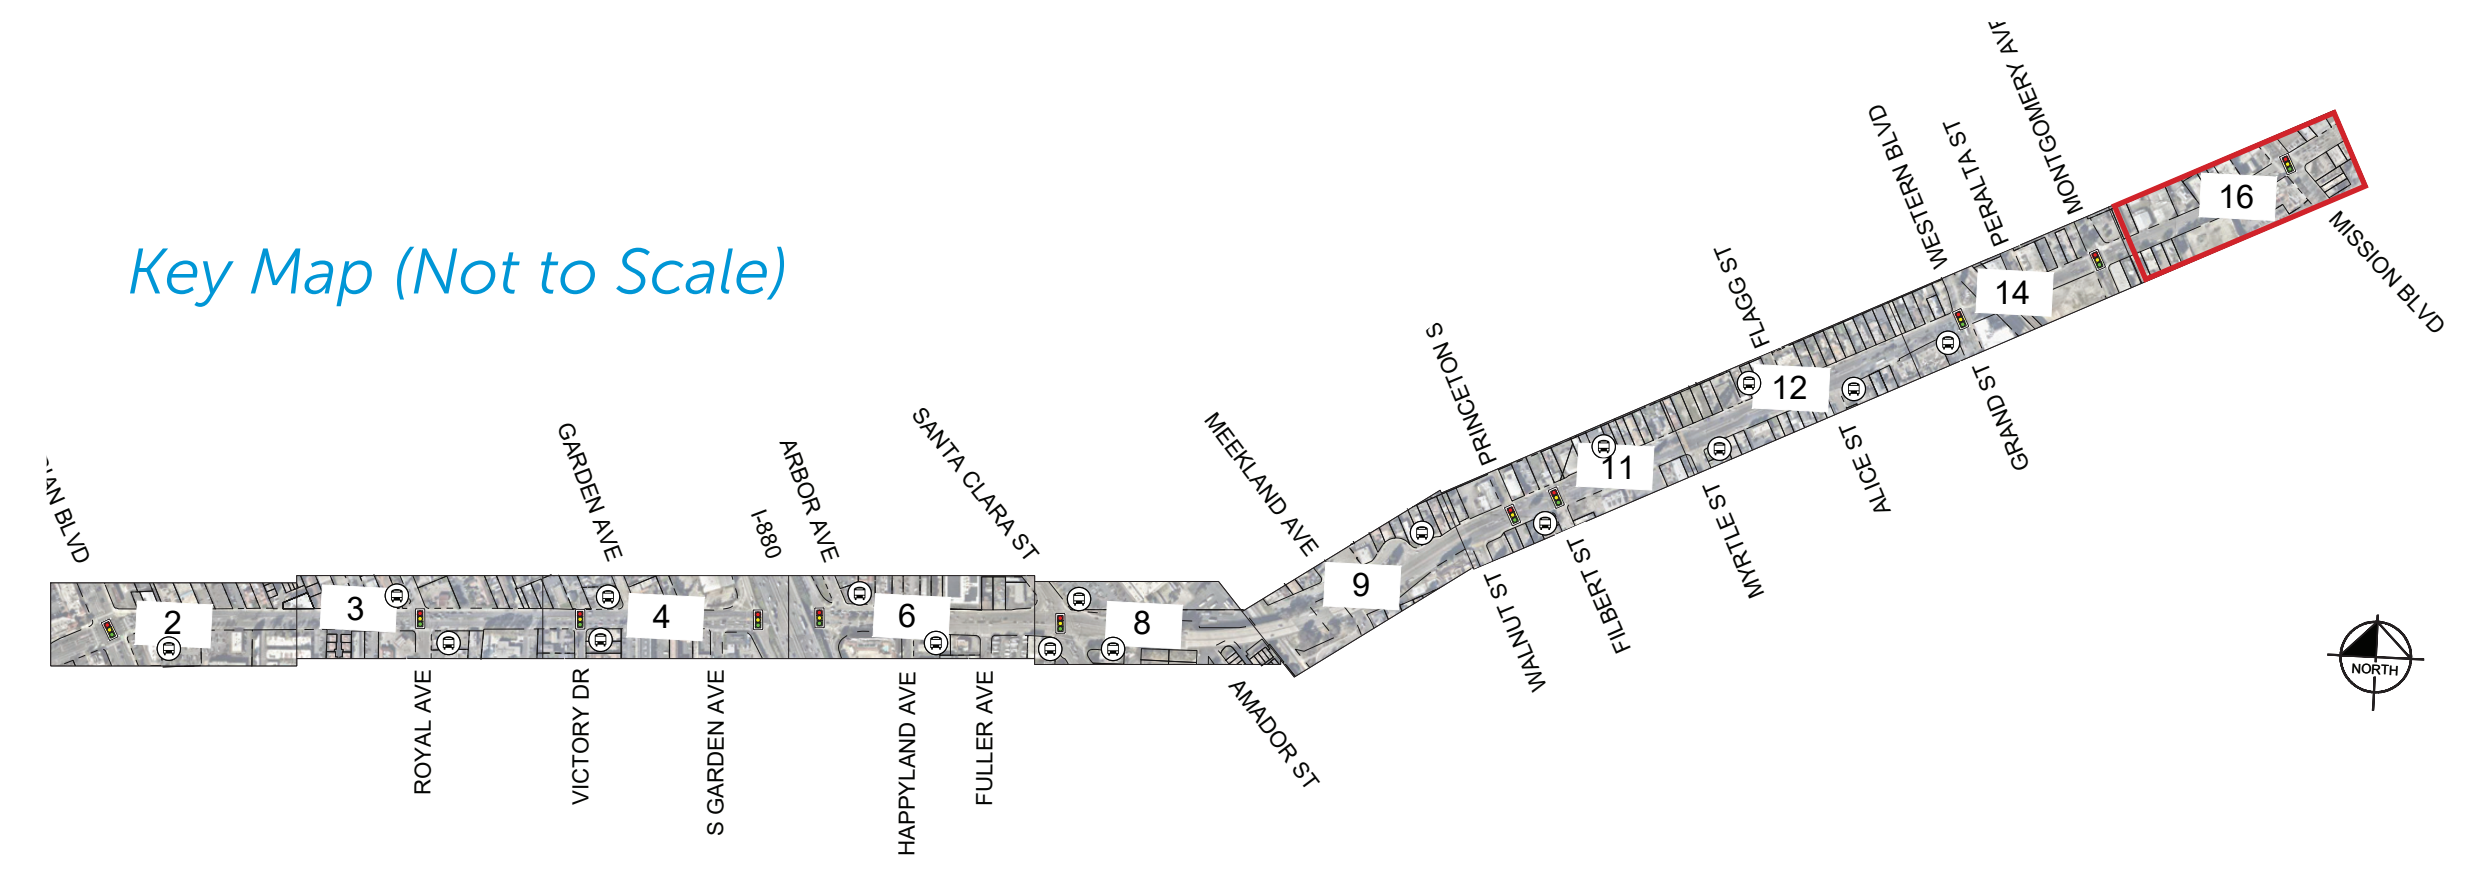 MONTGOMERY AVE
WESTERN BLVD
PERALTA ST
16
MISSION BLVD
Key Map (Not to Scale)
FLAGG ST
14
PRINCETON S
12
GRAND ST
GARDEN AVE
ARBOR AVE
SANTA CLARA ST
MEEKLAND AVE
11
ALICE ST
BLVD
I-880
MYRTLE ST
2
3
4
6
8
9
WALNUT ST
FILBERT ST
NORTH
ROYAL AVE
VICTORY DR
S GARDEN AVE
HAPPYLAND AVE
FULLER AVE
AMADOR ST